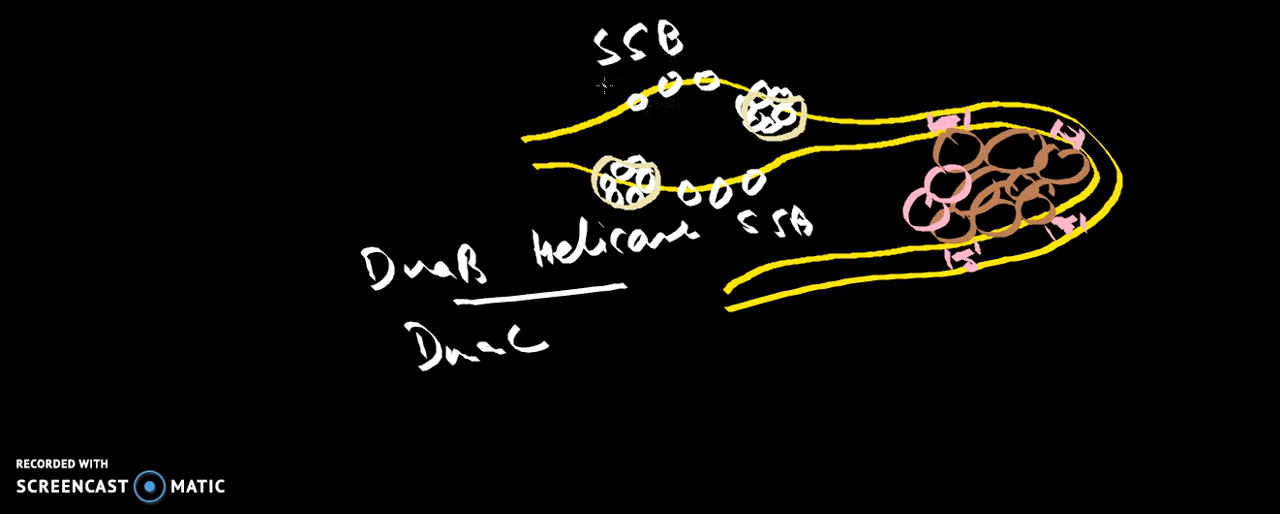 SSB
SSB
DnaB Helicase
DnaC
RECORDED WITH
SCREENCAST MATIC